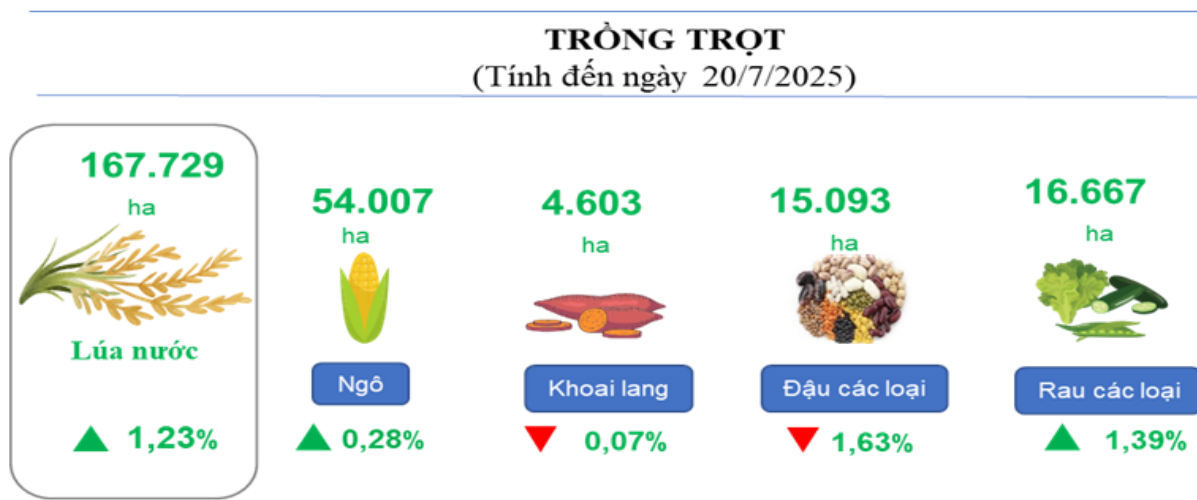 TRỒNG TRỌT
(Tính đến ngày 20/7/2025)
167.729
ha
Lúa nước
1,23%
54.007
ha
Ngô
0,28%
4.603
ha
Khoai lang
0,07%
15.093
ha
Đậu các loại
1,63%
16.667
ha
Rau các loại
1,39%